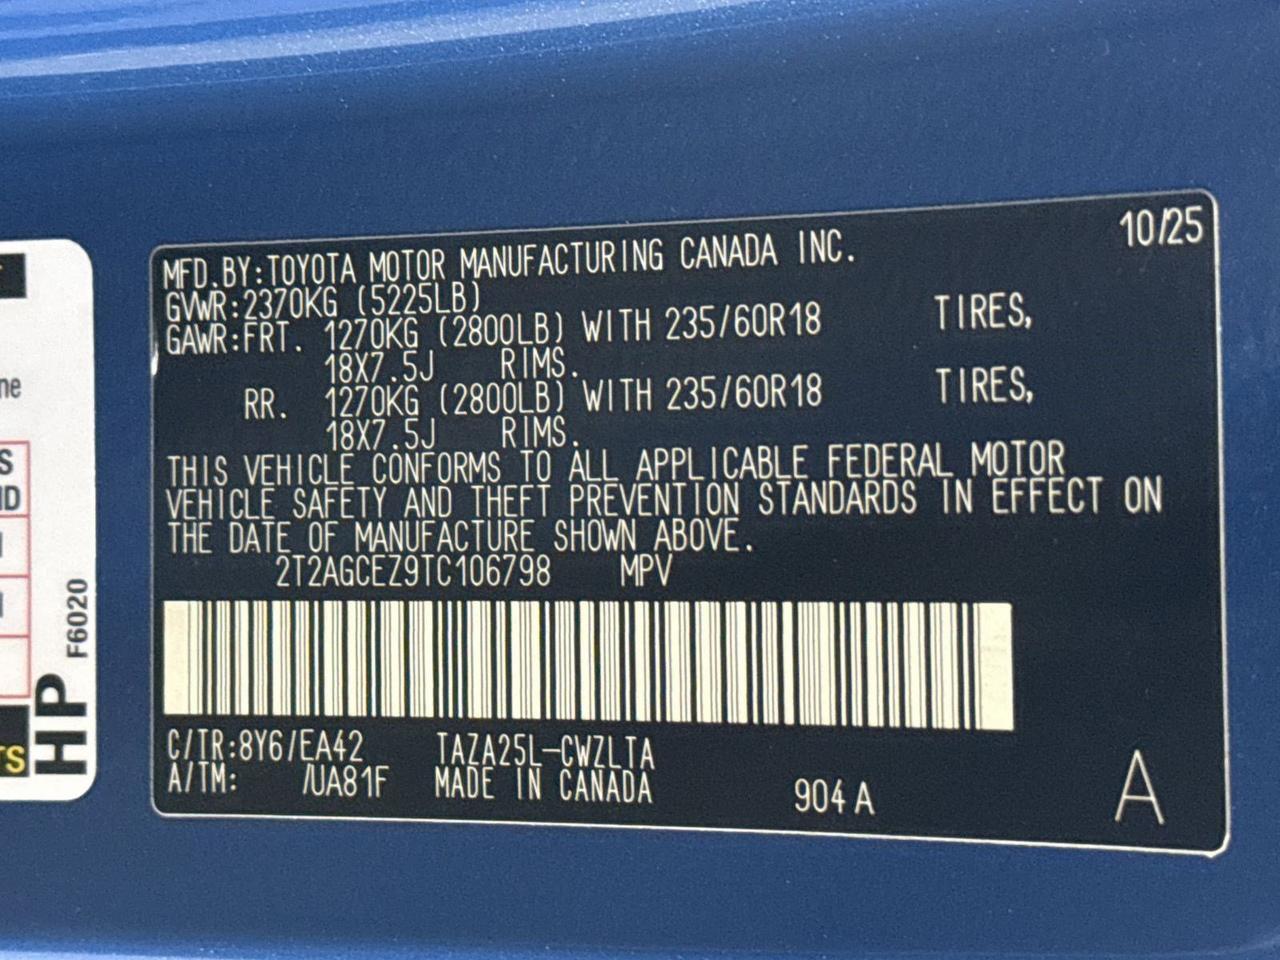 10/25
MFD.BY:TOYOTA MOTOR MANUFACTURING CANADA INC.
GVWR:2370KG (5225LB)
GAWR:FRT. 1270KG (2800LB) WITH 235/60R18 TIRES,
18X7.5J RIMS.
RR. 1270KG (2800LB) WITH 235/60R18 TIRES,
18X7.5J RIMS.
THIS VEHICLE CONFORMS TO ALL APPLICABLE FEDERAL MOTOR
VEHICLE SAFETY AND THEFT PREVENTION STANDARDS IN EFFECT ON
THE DATE OF MANUFACTURE SHOWN ABOVE.
2T2AGCEZ9TC106798 MPV
C/TR:8Y6/EA42 TAZA25L-CWZLTA
A/TM: /UA81F MADE IN CANADA 904 A
A
HP F6020